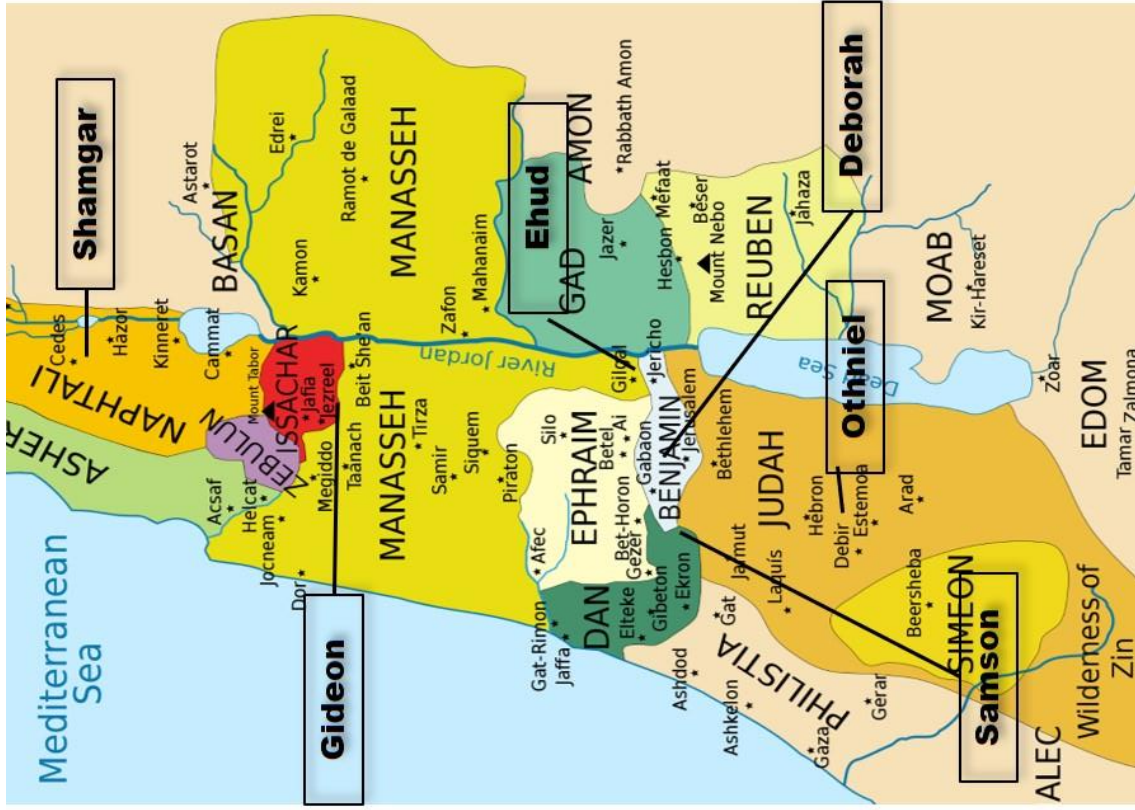 Mediterranean
Sea
ASHER
NAPHTALI
Cedes
Hazor
Kinneret
Cammat
Shamgar
Astarot
BASAN
Edrei
Acsaf
Helcat
ZEBULUN
Mount Tabor
ISSACHAR
Jafia
Jezreel
Jocneam
Megiddo
Dor
Taanach
Beit She'an
Kamon
Ramot de Galaad
MANASSEH
Gideon
MANASSEH
Tirza
Samir
Siquem
Piraton
Zafon
Mahanaim
River Jordan
Ehud
GAD
AMON
Rabbath Amon
Jazer
Afec
Silo
EPHRAIM
Betel
Ai
Gilgal
Jericho
Gat-Rimon
Jaffa
DAN
Elteke
Gibeton
Ekron
Bet-Horon
Gezer
Gabaon
BENJAMIN
Jerusalem
Hesbon
Mefaat
Mount Nebo
Beser
REUBEN
Jahaza
Deborah
Ashdod
Ashkelon
PHILISTIA
Gaza
Gerar
Gat
Jarmut
Laquís
Bethlehem
JUDAH
Hebron
Debir
Estemoa
Arad
Othniel
Dead Sea
MOAB
Kir-Hareset
Beersheba
SIMEON
Samson
Zoar
EDOM
Tamar
Zalmona
Wilderness of
Zin
ALEC